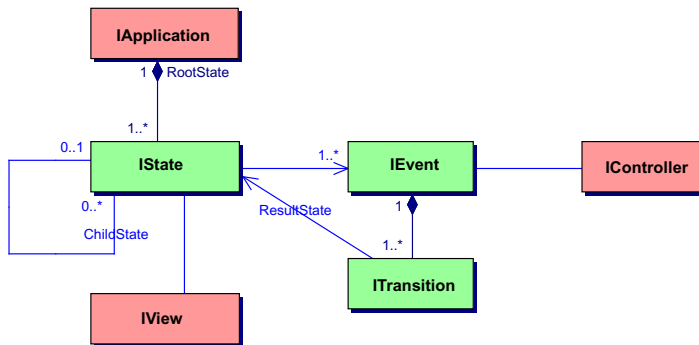 IApplication
1 RootState
1..*
0..1
IState
1..*
IEvent
IController
0..*
ChildState
ResultState
1
1..*
ITransition
IView